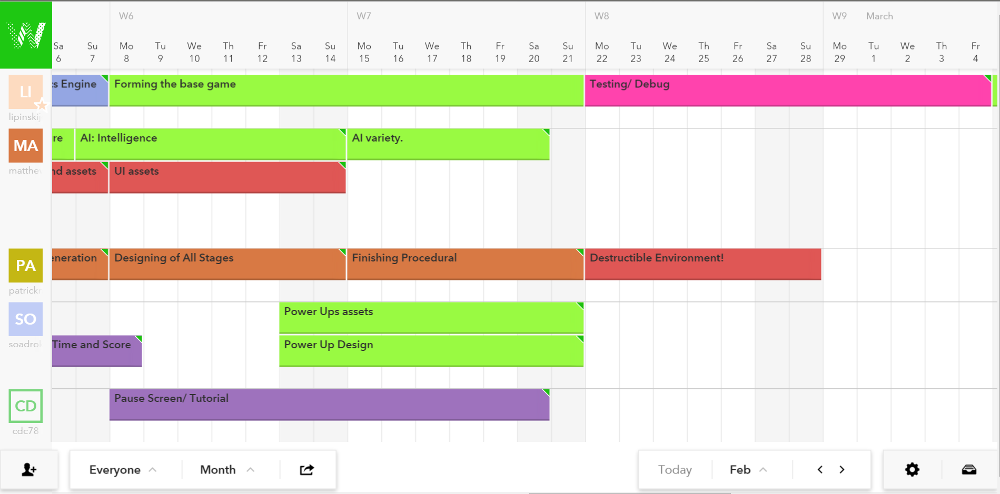 W
W6 W7 W8 W9 March
Sa Su Mo Tu We Th Fr Sa Su Mo Tu We Th Fr Sa Su Mo Tu We Th Fr Sa Su Mo Tu We Th Fr
6 7 8 9 10 11 12 13 14 15 16 17 18 19 20 21 22 23 24 25 26 27 28 29 1 2 3 4
LI
lipinskij
cs Engine Forming the base game Testing/ Debug
MA
matthew
re AI: Intelligence AI variety.
nd assets UI assets
PA
patrickr
eneration Designing of All Stages Finishing Procedural Destructible Environment!
SO
soadrok
Power Ups assets
Time and Score Power Up Design
CD
cdc78
Pause Screen/ Tutorial
Everyone Month Today Feb